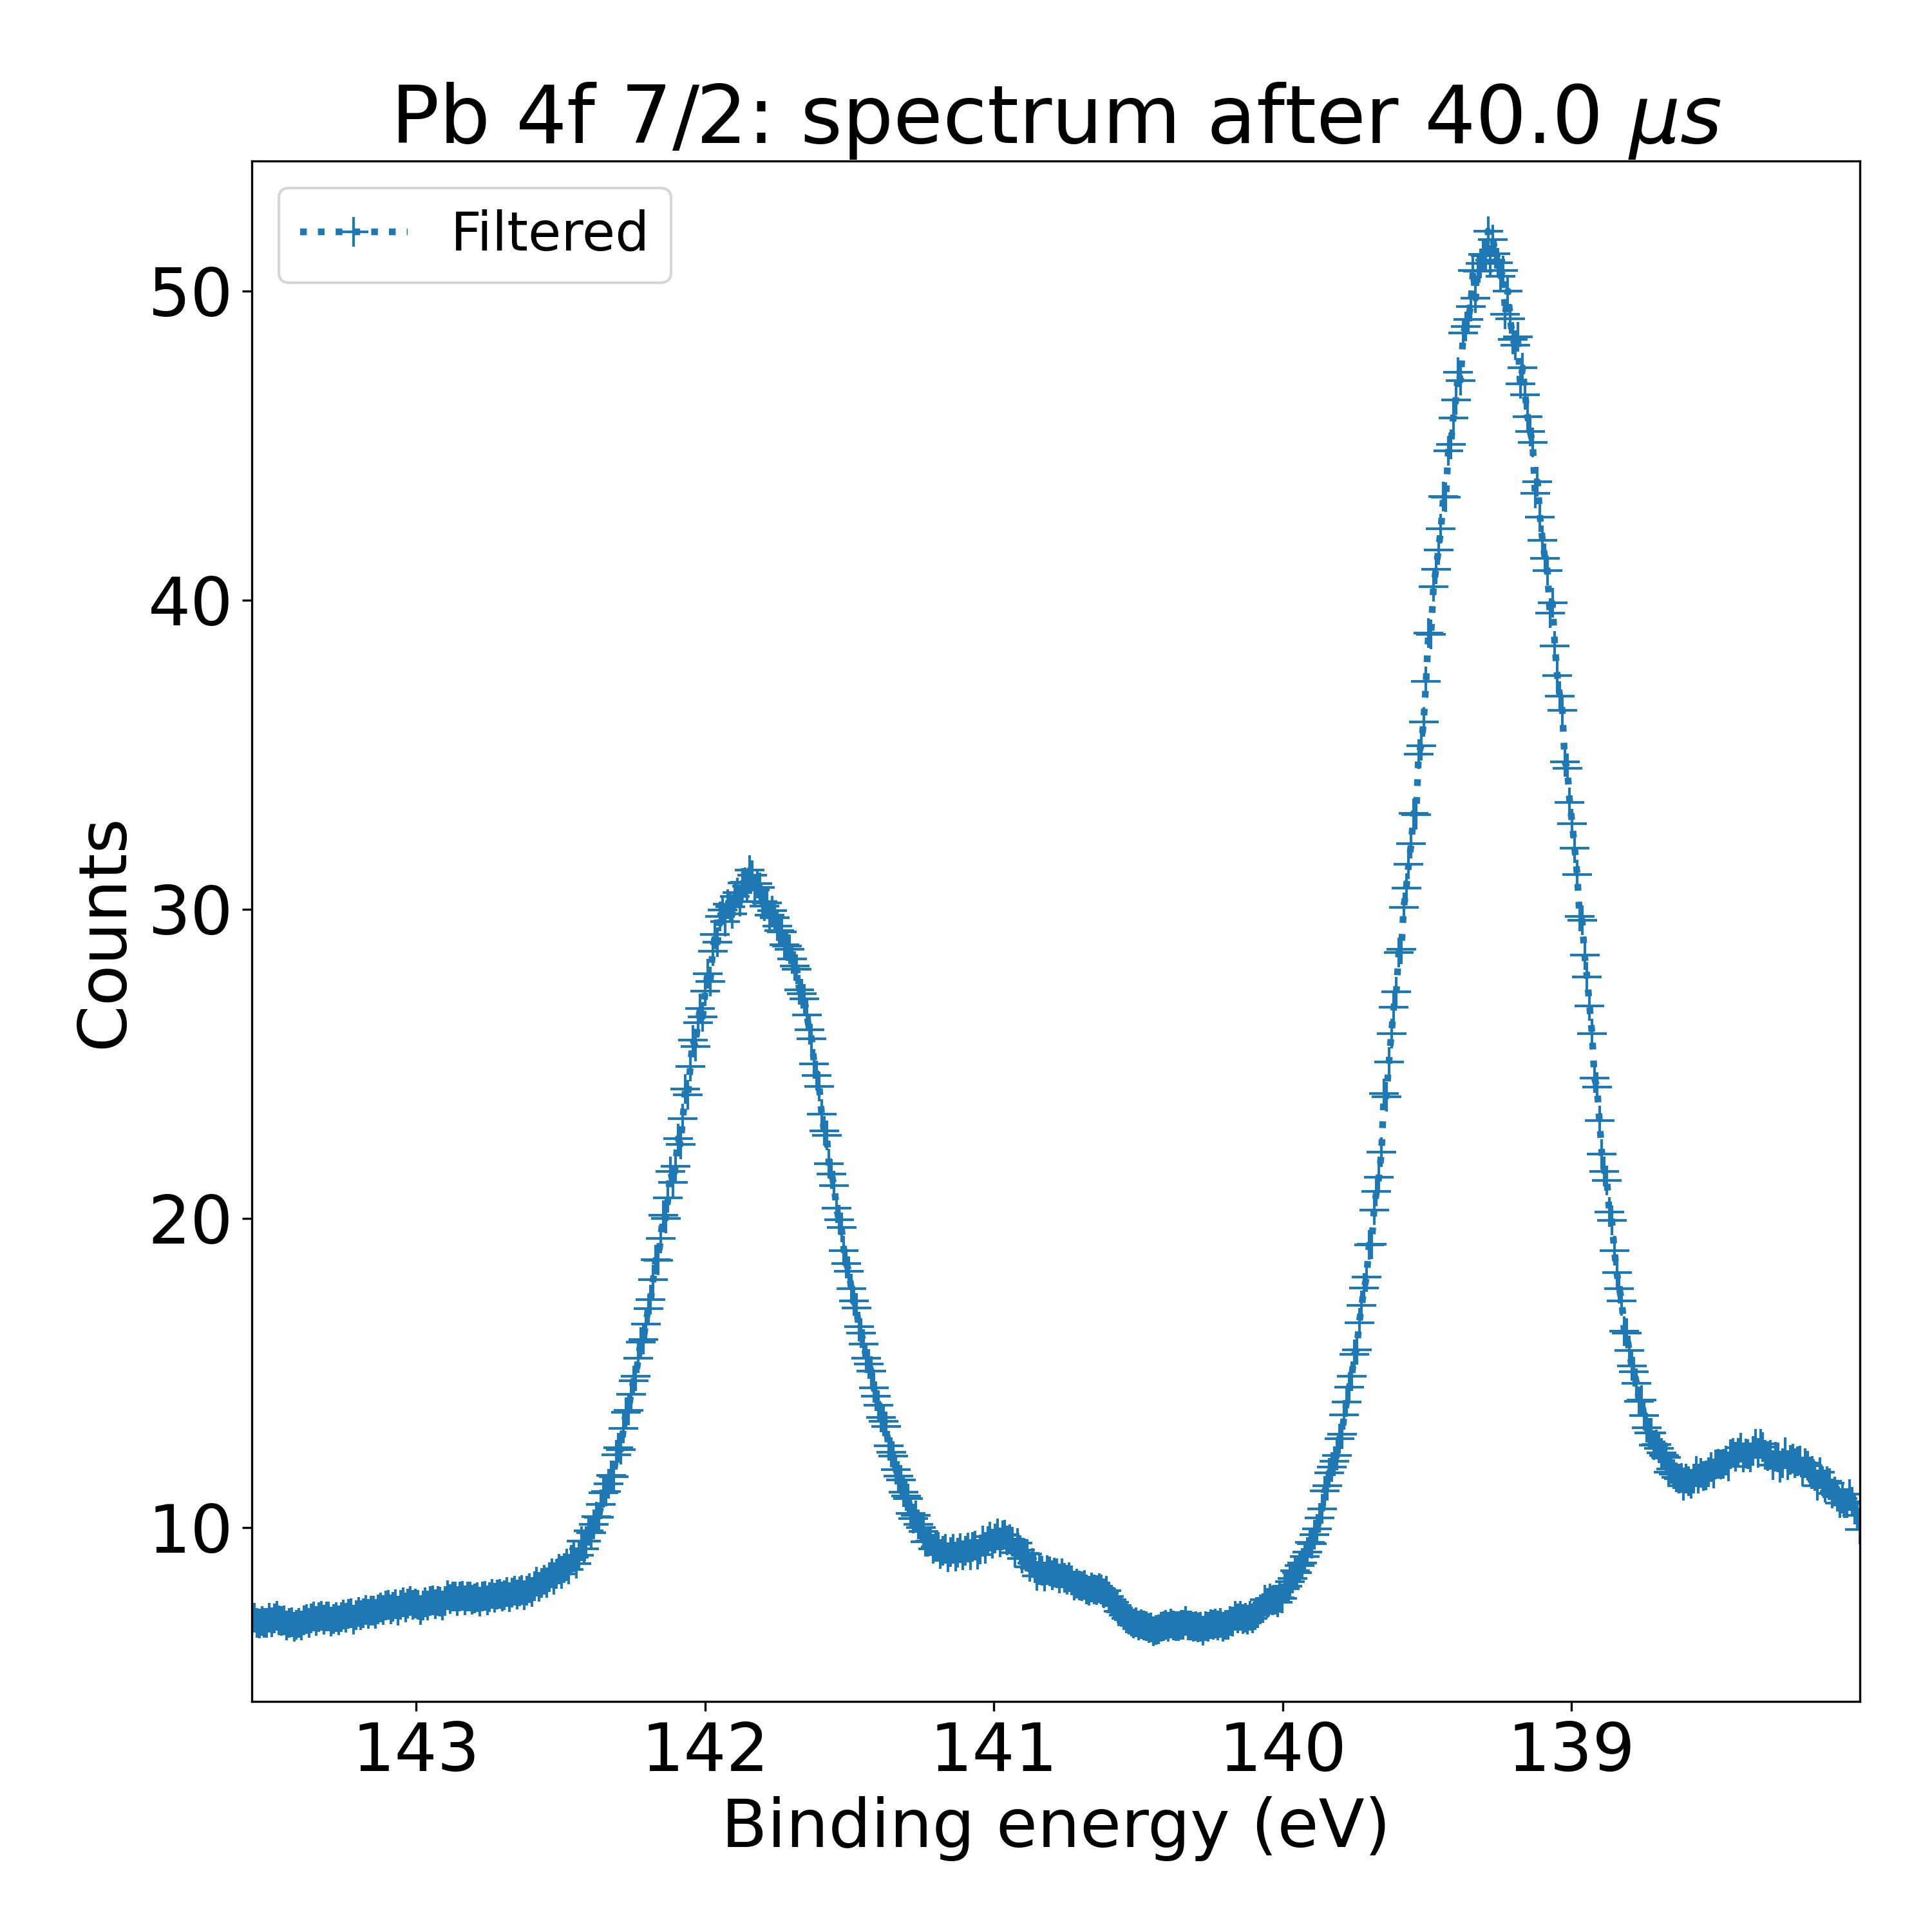 Pb 4f 7/2: spectrum after 40.0 μs
Filtered
50
40
30
20
10
Counts
143 142 141 140 139
Binding energy (eV)